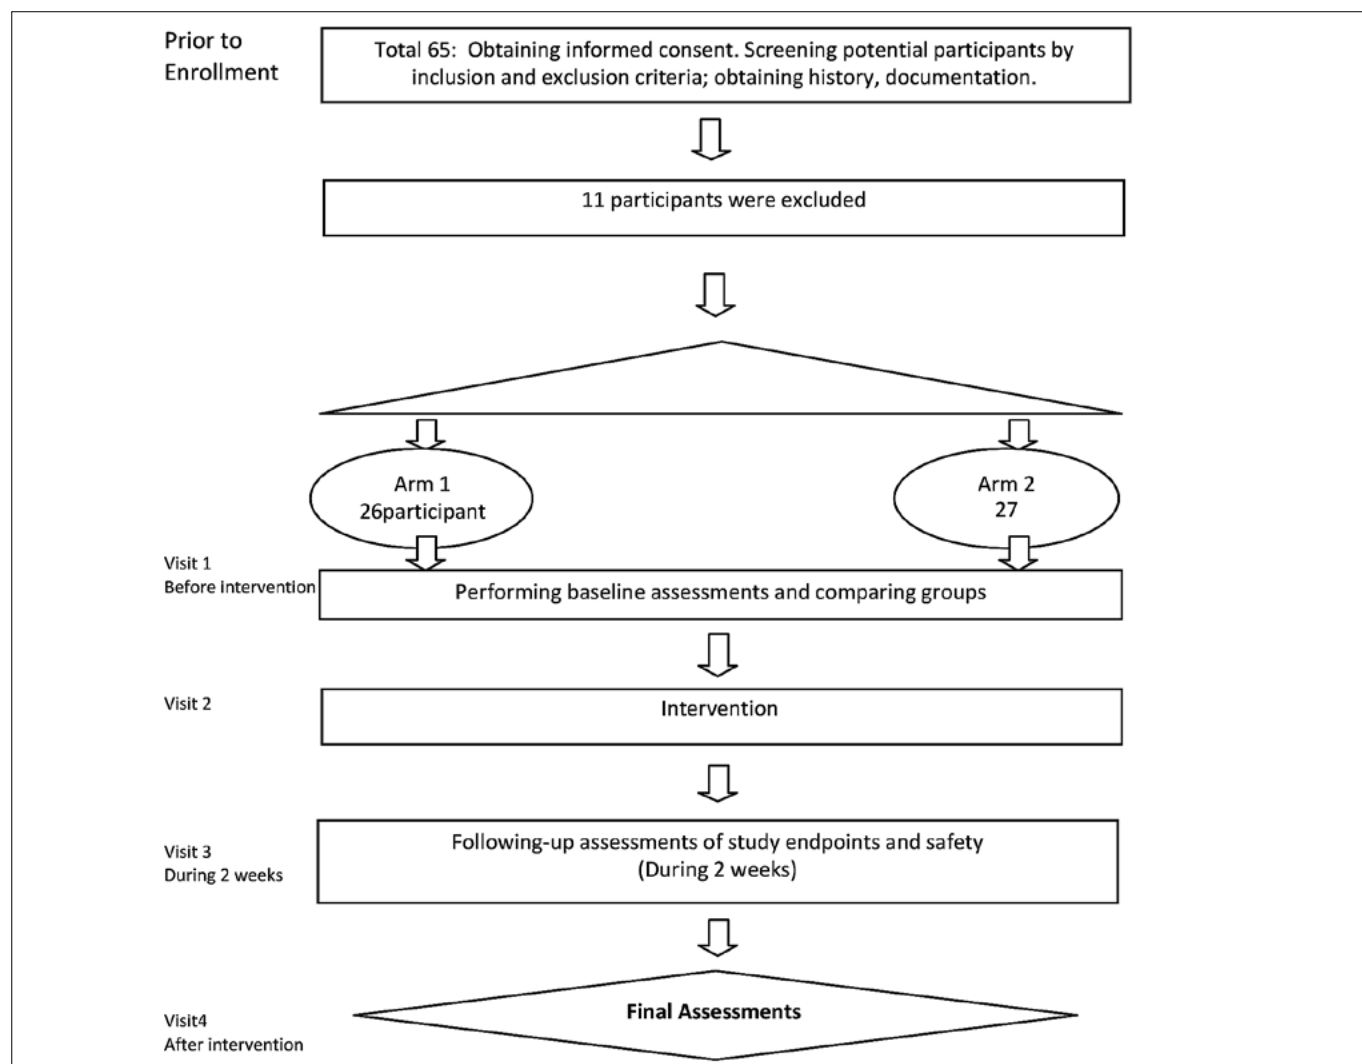 Prior to
Enrollment
Total 65: Obtaining informed consent. Screening potential participants by
inclusion and exclusion criteria; obtaining history, documentation.
11 participants were excluded
Arm 1
26participant
Arm 2
27
Visit 1
Before intervention
Performing baseline assessments and comparing groups
Visit 2
Intervention
Visit 3
During 2 weeks
Following-up assessments of study endpoints and safety
(During 2 weeks)
Visit4
After intervention
Final Assessments